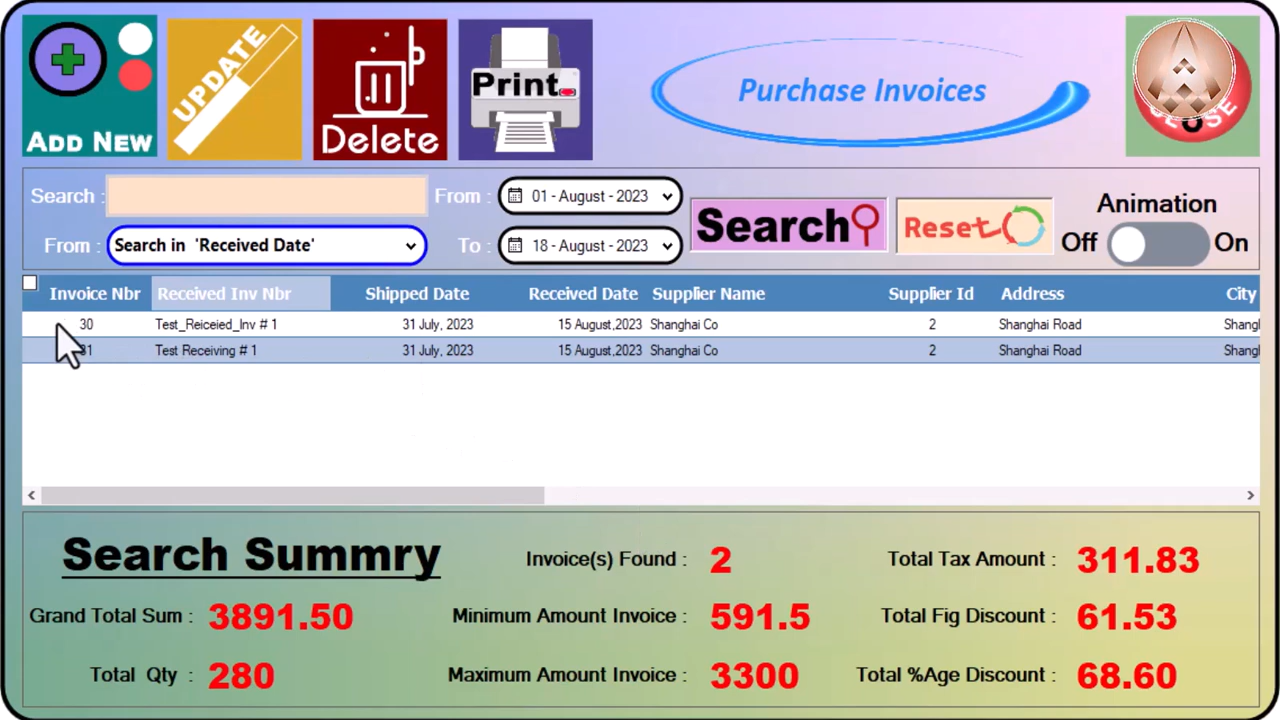 ADD NEW
UPDATE
Delete
Print
Purchase Invoices
CLOSE
Search :
From : 01 - August - 2023
Search
Reset
Animation
Off On
From : Search in 'Received Date'
To : 18 - August - 2023
Invoice Nbr Received Inv Nbr Shipped Date Received Date Supplier Name Supplier Id Address City
30 Test_Reiceied_Inv # 1 31 July, 2023 15 August,2023 Shanghai Co 2 Shanghai Road Shangl
31 Test Receiving # 1 31 July, 2023 15 August,2023 Shanghai Co 2 Shanghai Road Shangl
Search Summry
Invoice(s) Found : 2
Total Tax Amount : 311.83
Grand Total Sum : 3891.50
Minimum Amount Invoice : 591.5
Total Fig Discount : 61.53
Total Qty : 280
Maximum Amount Invoice : 3300
Total %Age Discount : 68.60